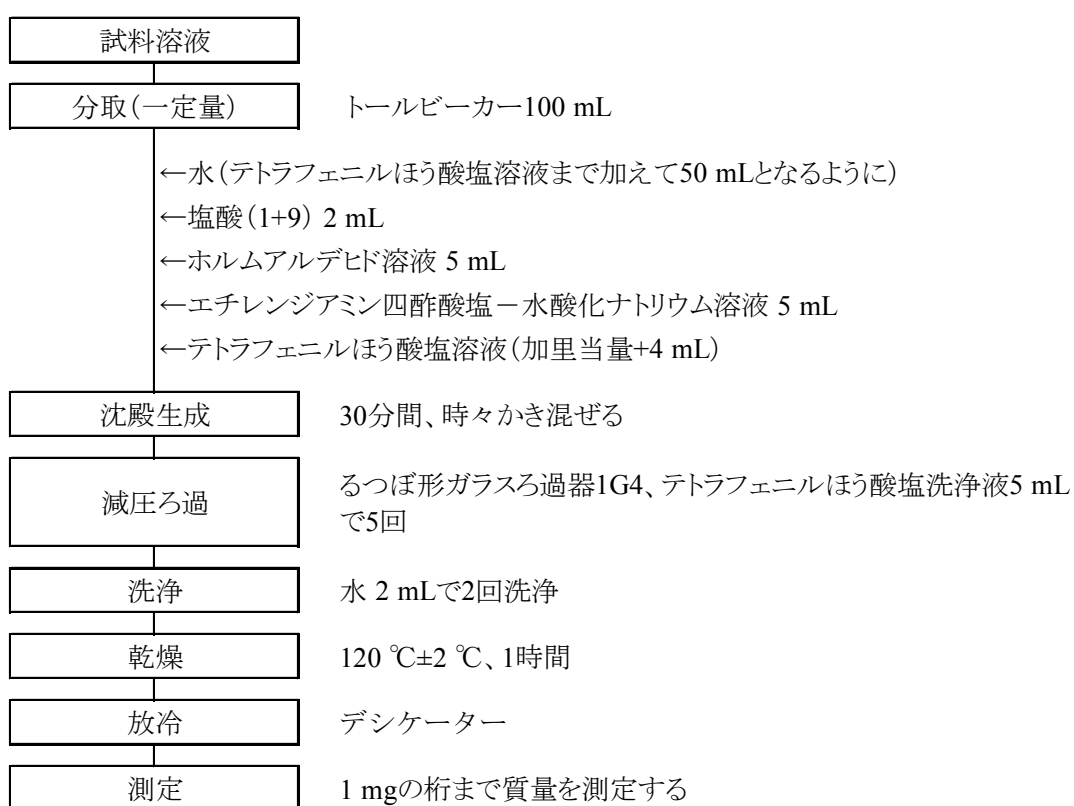 試料溶液
分取(一定量) トールビーカー100 mL
←水(テトラフェニルほう酸塩溶液まで加えて50 mLとなるように)
←塩酸(1+9) 2 mL
←ホルムアルデヒド溶液 5 mL
←エチレンジアミン四酢酸塩-水酸化ナトリウム溶液 5 mL
←テトラフェニルほう酸塩溶液(加里当量+4 mL)
沈殿生成 30分間、時々かき混ぜる
減圧ろ過 るつぼ形ガラスろ過器1G4、テトラフェニルほう酸塩洗浄液5 mL
で5回
洗浄 水 2 mLで2回洗浄
乾燥 120 ℃±2 ℃、1時間
放冷 デシケーター
測定 1 mgの桁まで質量を測定する